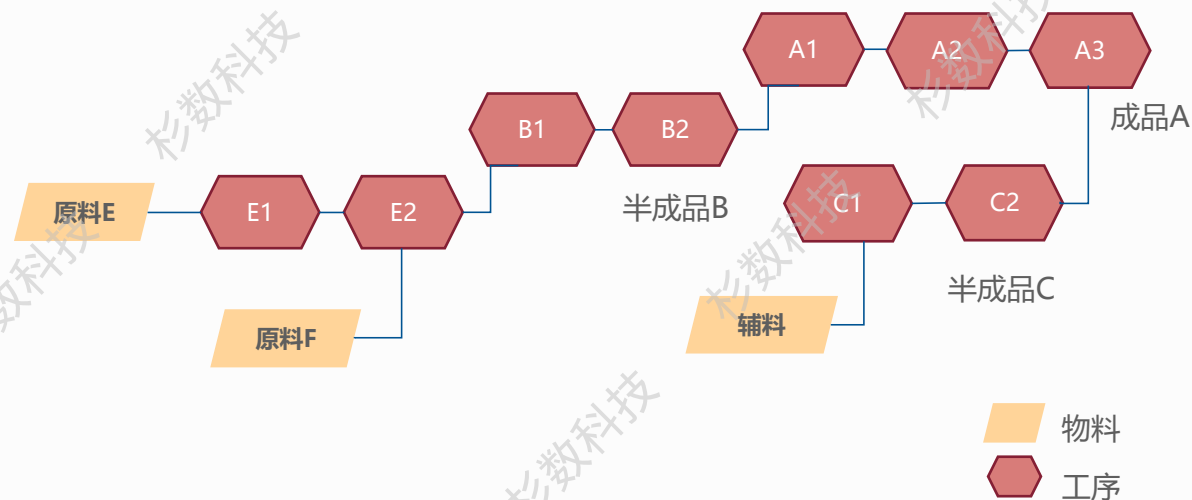 A1
A2
A3
成品A
B1
B2
半成品B
原料E
E1
E2
C1
C2
半成品C
原料F
辅料
物料
工序
杉数科技
杉数科技
数科技
杉数科技
杉数科技